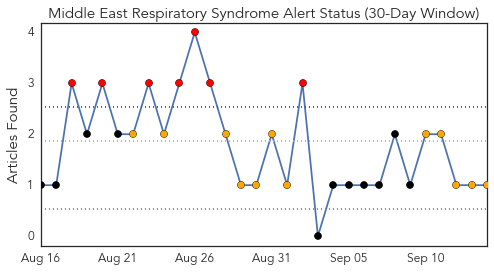 Middle East Respiratory Syndrome Alert Status (30-Day Window)
Articles Found
4
3
2
1
0
Aug 16 Aug 21 Aug 26 Aug 31 Sep 05 Sep 10